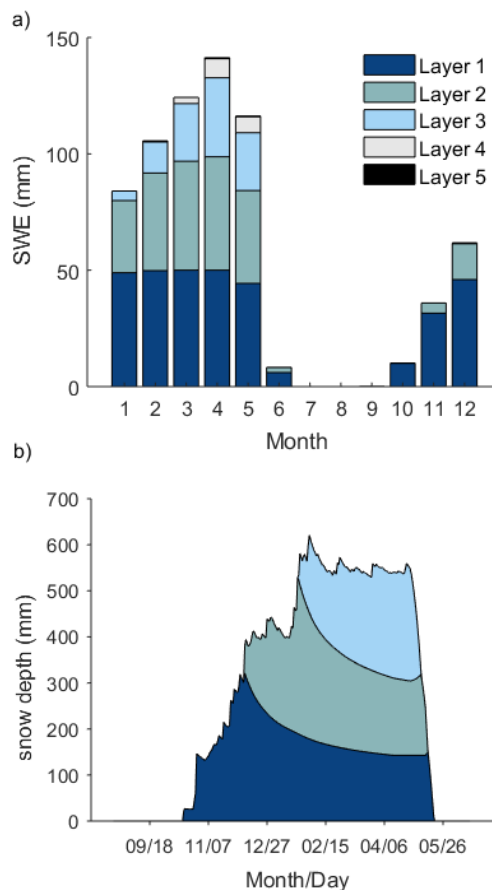 a)
150
100
50
0
SWE (mm)
Layer 1
Layer 2
Layer 3
Layer 4
Layer 5
1 2 3 4 5 6 7 8 9 10 11 12
Month
b)
700
600
500
400
300
200
100
0
snow depth (mm)
09/18 11/07 12/27 02/15 04/06 05/26
Month/Day